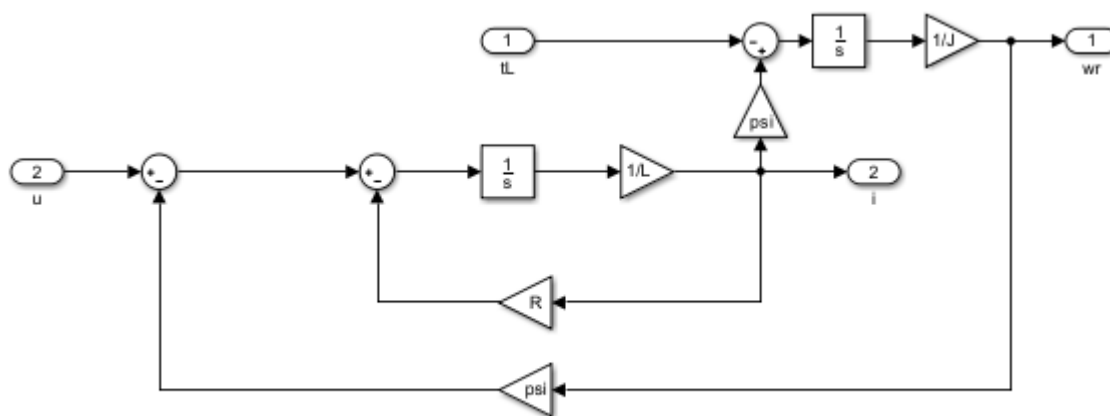 1
tL
-
+
1
s
1/J
1
wr
psi
2
u
+
-
+
-
1
s
1/L
2
i
R
psi